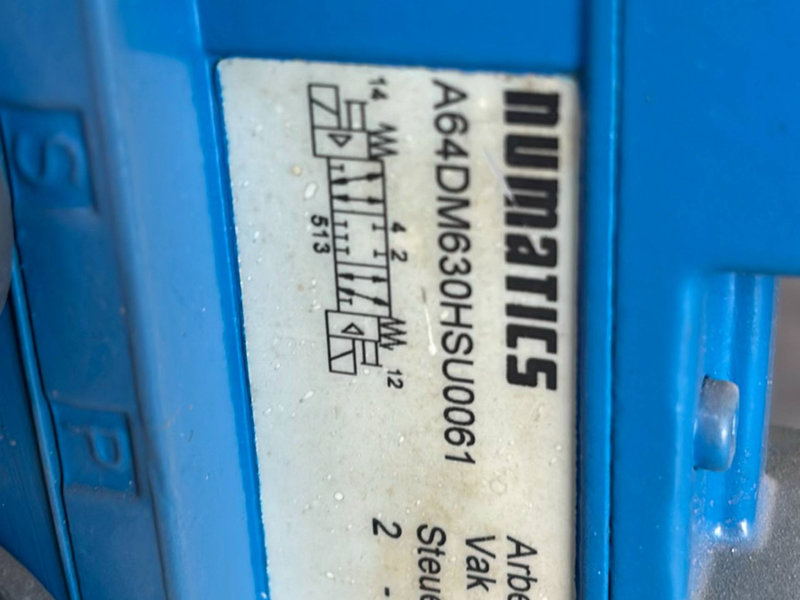 numatics
A64DM630HSU0061
14
4 2
513
12
Arbe
Vak
Steue
2 -
S
P